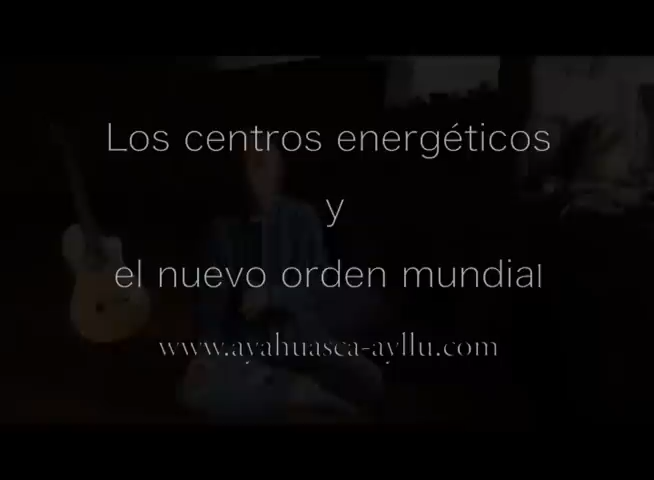 Los centros energéticos
y
el nuevo orden mundial
www.ayahuasca-ayllu.com